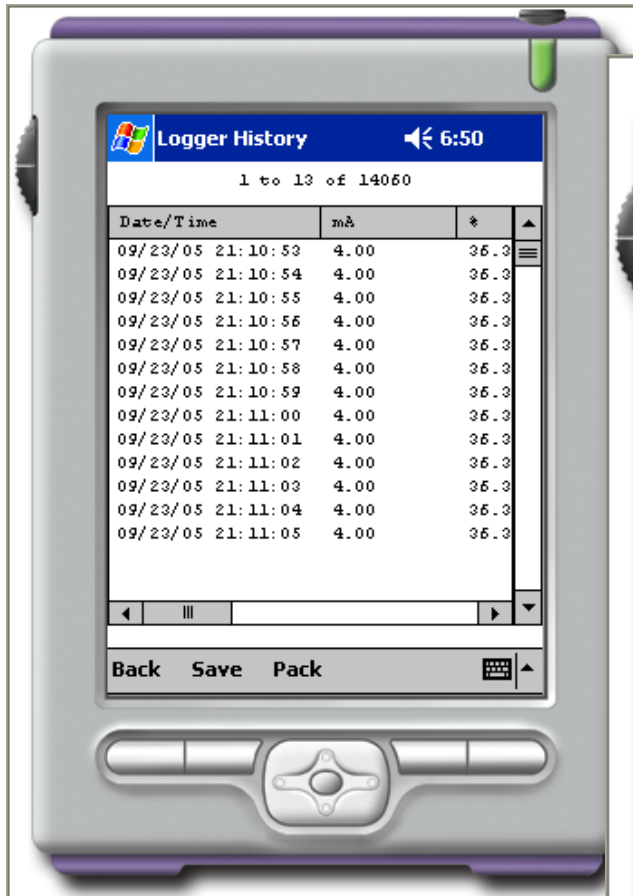 Logger History 6:50
1 to 13 of 14060
Date/Time mA %
09/23/05 21:10:53 4.00 36.3
09/23/05 21:10:54 4.00 36.3
09/23/05 21:10:55 4.00 36.3
09/23/05 21:10:56 4.00 36.3
09/23/05 21:10:57 4.00 36.3
09/23/05 21:10:58 4.00 36.3
09/23/05 21:10:59 4.00 36.3
09/23/05 21:11:00 4.00 36.3
09/23/05 21:11:01 4.00 36.3
09/23/05 21:11:02 4.00 36.3
09/23/05 21:11:03 4.00 36.3
09/23/05 21:11:04 4.00 36.3
09/23/05 21:11:05 4.00 36.3
Back Save Pack